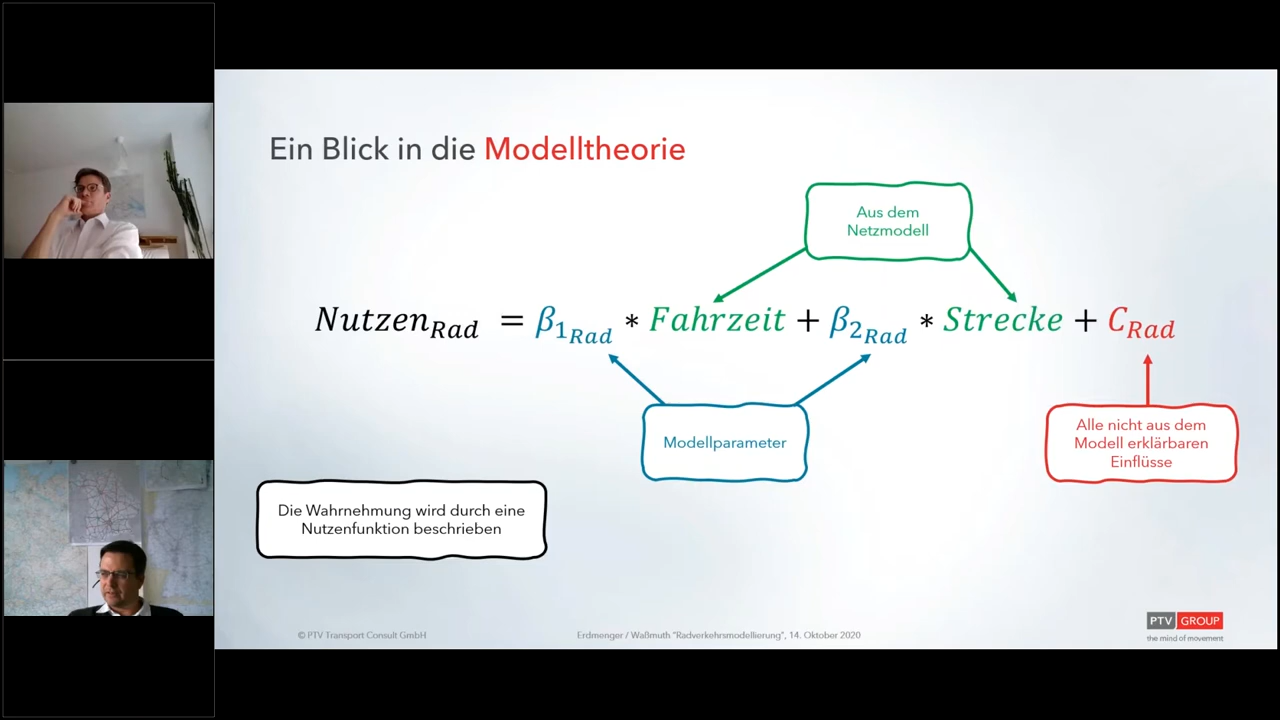 Ein Blick in die Modelltheorie
Aus dem
Netzmodell
Nutzen_Rad = β_1_Rad * Fahrzeit + β_2_Rad * Strecke + C_Rad
Modellparameter
Alle nicht aus dem
Modell erklärbaren
Einflüsse
Die Wahrnehmung wird durch eine
Nutzenfunktion beschrieben
© PTV Transport Consult GmbH
Erdmenger / Waßmuth "Radverkehrsmodellierung", 14. Oktober 2020
PTV GROUP
the mind of movement